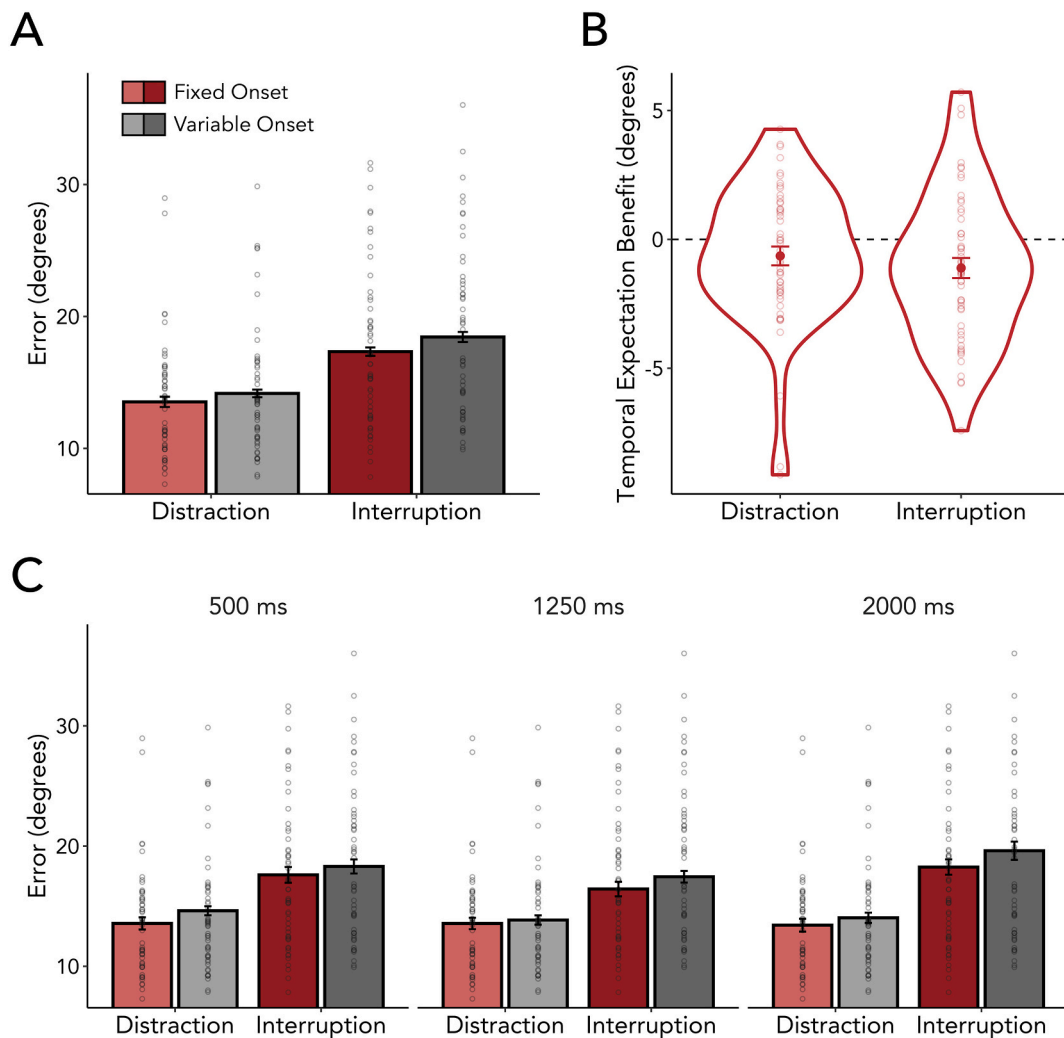 A
Fixed Onset
Variable Onset
Error (degrees)
30
20
10
Distraction
Interruption
B
Temporal Expectation Benefit (degrees)
5
0
-5
Distraction
Interruption
C
500 ms
1250 ms
2000 ms
Error (degrees)
30
20
10
Distraction
Interruption
Distraction
Interruption
Distraction
Interruption